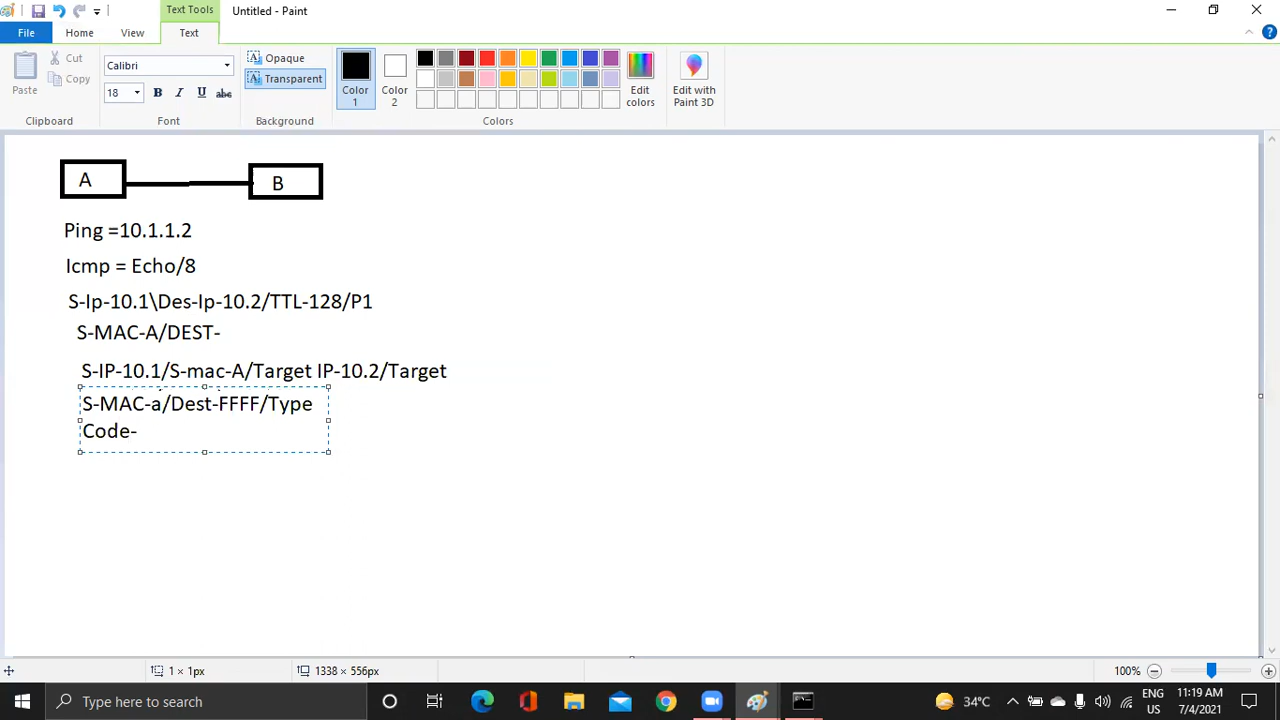 Text Tools
Untitled - Paint
File
Home
View
Text
Paste
Cut
Copy
Clipboard
Calibri
18
B I U abc
Font
Opaque
Transparent
Background
Color 1
Color 2
Edit colors
Colors
Edit with Paint 3D
A
B
Ping =10.1.1.2
Icmp = Echo/8
S-Ip-10.1\Des-Ip-10.2/TTL-128/P1
S-MAC-A/DEST-
S-IP-10.1/S-mac-A/Target IP-10.2/Target
S-MAC-a/Dest-FFFF/Type
Code-
1 × 1px
1338 × 556px
100%
Type here to search
34°C
ENG
US
11:19 AM
7/4/2021